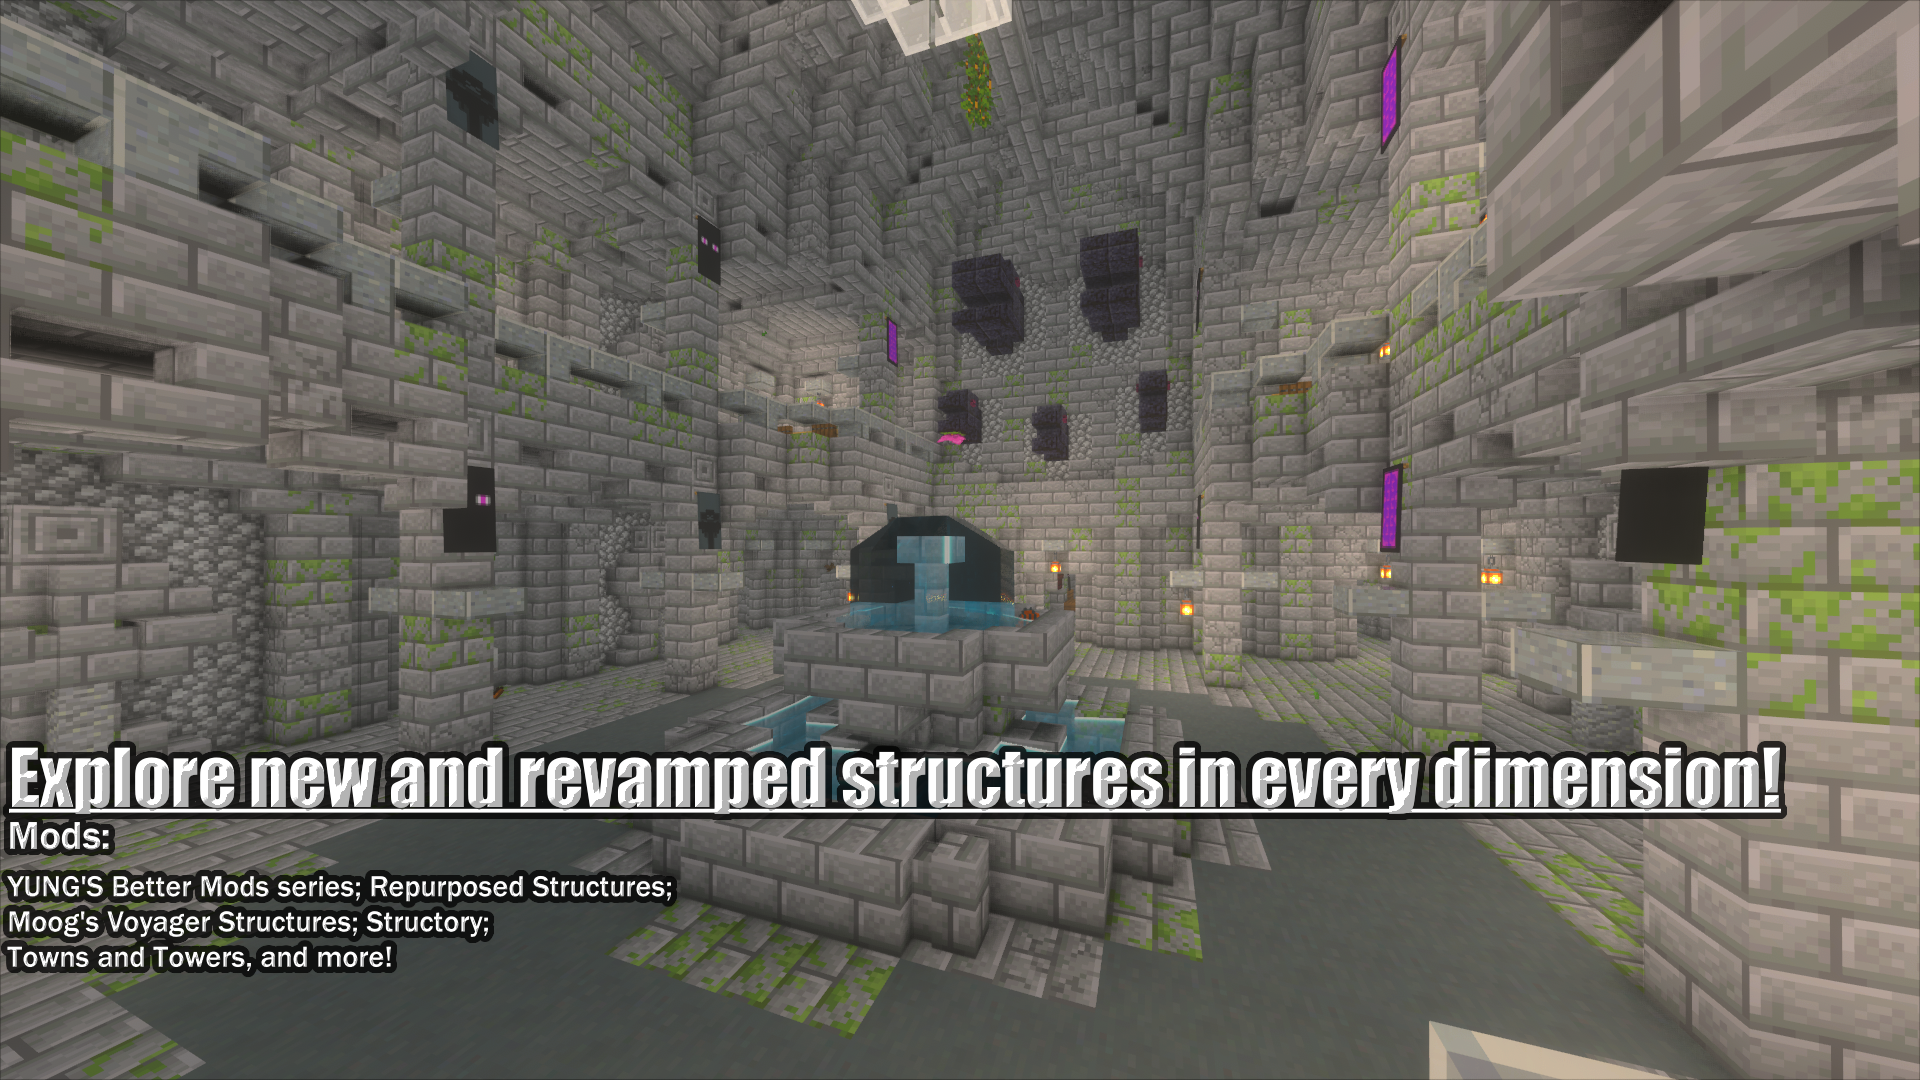 Explore new and revamped structures in every dimension!
Mods:
YUNG'S Better Mods series; Repurposed Structures;
Moog's Voyager Structures; Structory;
Towns and Towers, and more!